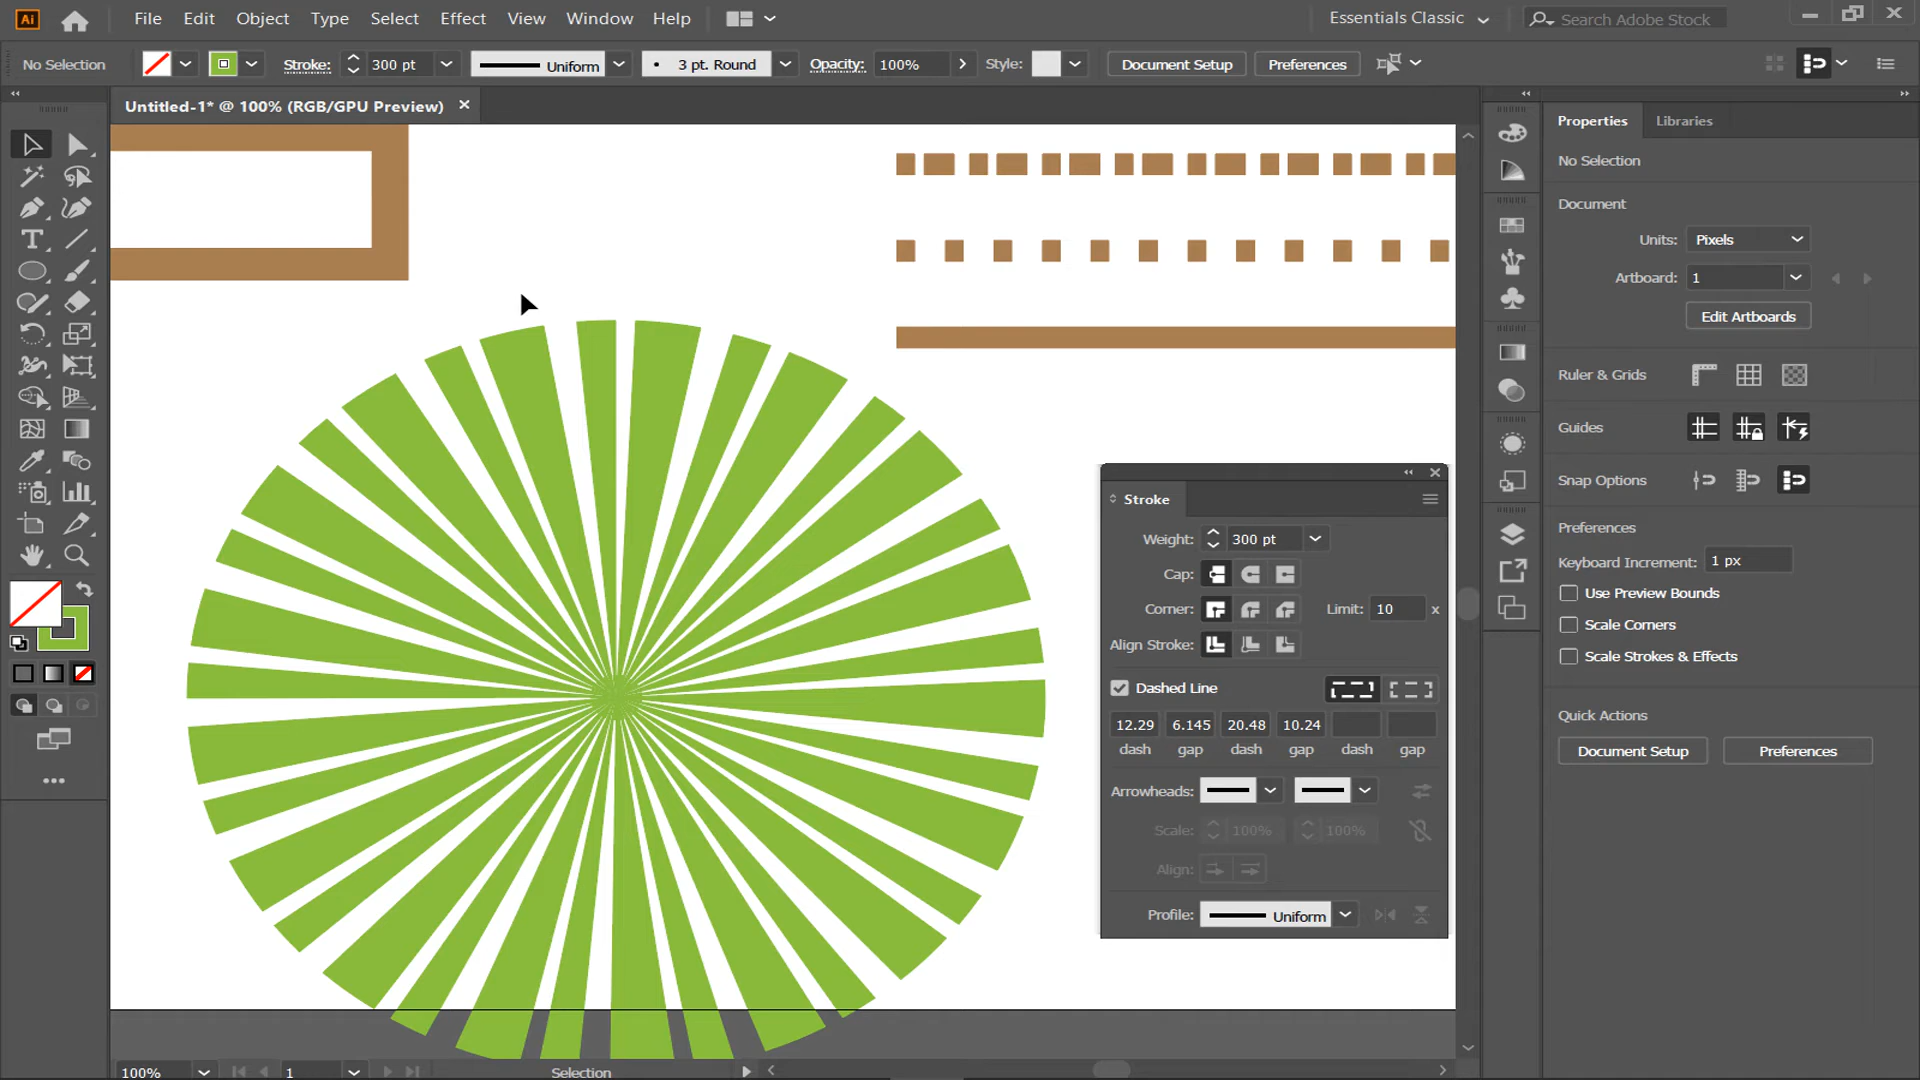 Ai File Edit Object Type Select Effect View Window Help Essentials Classic Search Adobe Stock
No Selection Stroke: 300 pt Uniform 3 pt. Round Opacity: 100% Style: Document Setup Preferences
Untitled-1* @ 100% (RGB/GPU Preview)
Properties Libraries
No Selection
Document
Units: Pixels
Artboard: 1
Edit Artboards
Ruler & Grids
Guides
Snap Options
Preferences
Keyboard Increment: 1 px
Use Preview Bounds
Scale Corners
Scale Strokes & Effects
Quick Actions
Document Setup Preferences
Stroke
Weight: 300 pt
Cap:
Corner: Limit: 10 x
Align Stroke:
Dashed Line
12.29 6.145 20.48 10.24
dash gap dash gap dash gap
Arrowheads:
Scale: 100% 100%
Align:
Profile: Uniform
100% 1 Selection